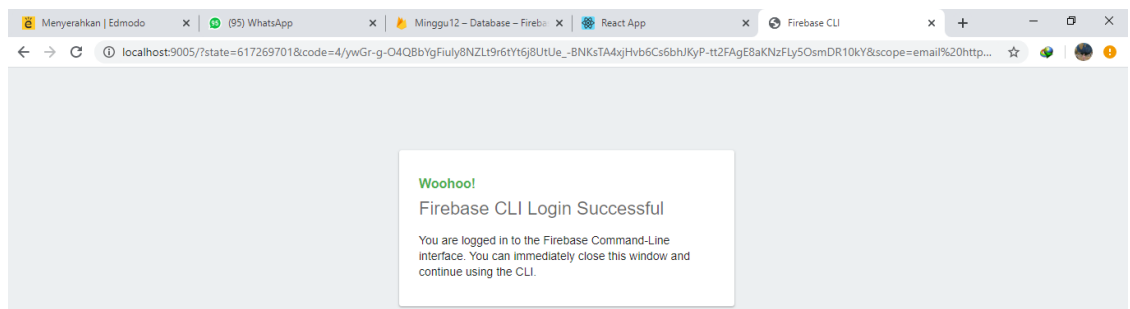 Menyerahkan | Edmodo
(95) WhatsApp
Minggu12 – Database – Fireba
React App
Firebase CLI
localhost:9005/?state=617269701&code=4/ywGr-g-O4QBbYgFiuly8NZLt9r6tYt6j8UtUe_-BNKsTA4xjHvb6Cs6bhJKyP-tt2FAgE8aKNzFLy5OsmDR10kY&scope=email%20http...
Woohoo!
Firebase CLI Login Successful
You are logged in to the Firebase Command-Line
interface. You can immediately close this window and
continue using the CLI.